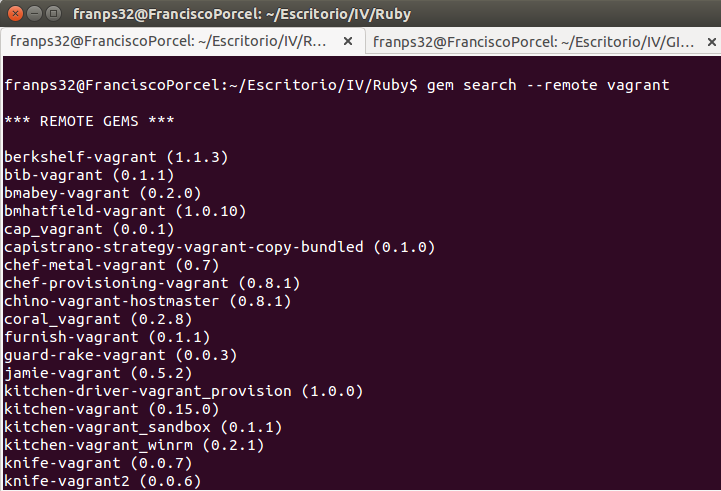 franps32@FranciscoPorcel: ~/Escritorio/IV/Ruby
franps32@FranciscoPorcel: ~/Escritorio/IV/R... × franps32@FranciscoPorcel: ~/Escritorio/IV/GI... ×
franps32@FranciscoPorcel:~/Escritorio/IV/Ruby$ gem search --remote vagrant
*** REMOTE GEMS ***
berkshelf-vagrant (1.1.3)
bib-vagrant (0.1.1)
bmabey-vagrant (0.2.0)
bmhatfield-vagrant (1.0.10)
cap_vagrant (0.0.1)
capistrano-strategy-vagrant-copy-bundled (0.1.0)
chef-metal-vagrant (0.7)
chef-provisioning-vagrant (0.8.1)
chino-vagrant-hostmaster (0.8.1)
coral_vagrant (0.2.8)
furnish-vagrant (0.1.1)
guard-rake-vagrant (0.0.3)
jamie-vagrant (0.5.2)
kitchen-driver-vagrant_provision (1.0.0)
kitchen-vagrant (0.15.0)
kitchen-vagrant_sandbox (0.1.1)
kitchen-vagrant_winrm (0.2.1)
knife-vagrant (0.0.7)
knife-vagrant2 (0.0.6)